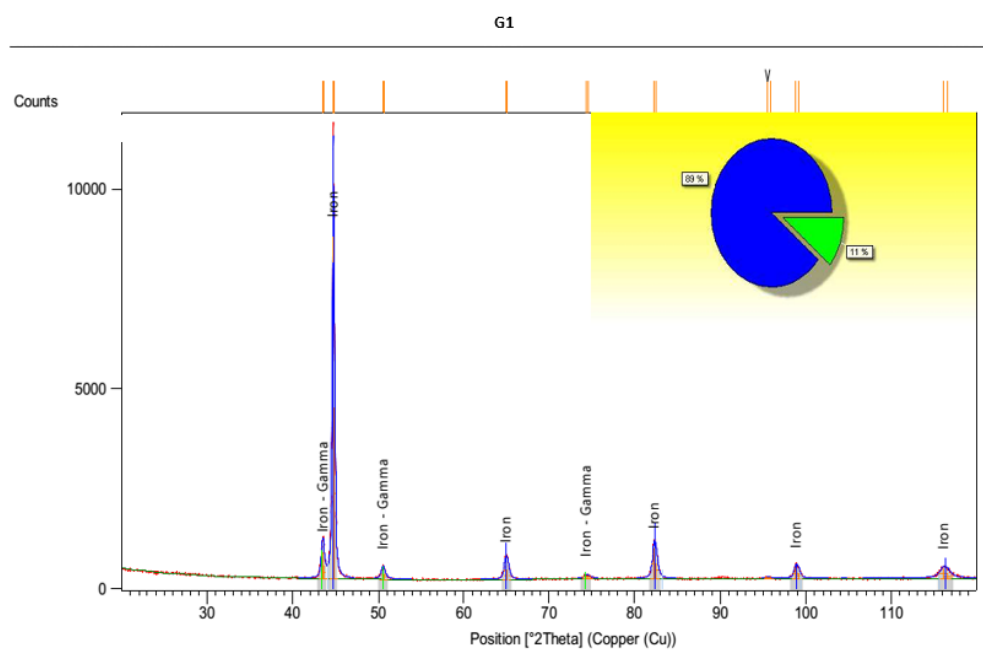 G1
Counts
V
10000
5000
0
Iron - Gamma
Iron
Iron - Gamma
Iron
Iron - Gamma
Iron
Iron
Iron
89 %
11 %
30 40 50 60 70 80 90 100 110
Position [°2Theta] (Copper (Cu))